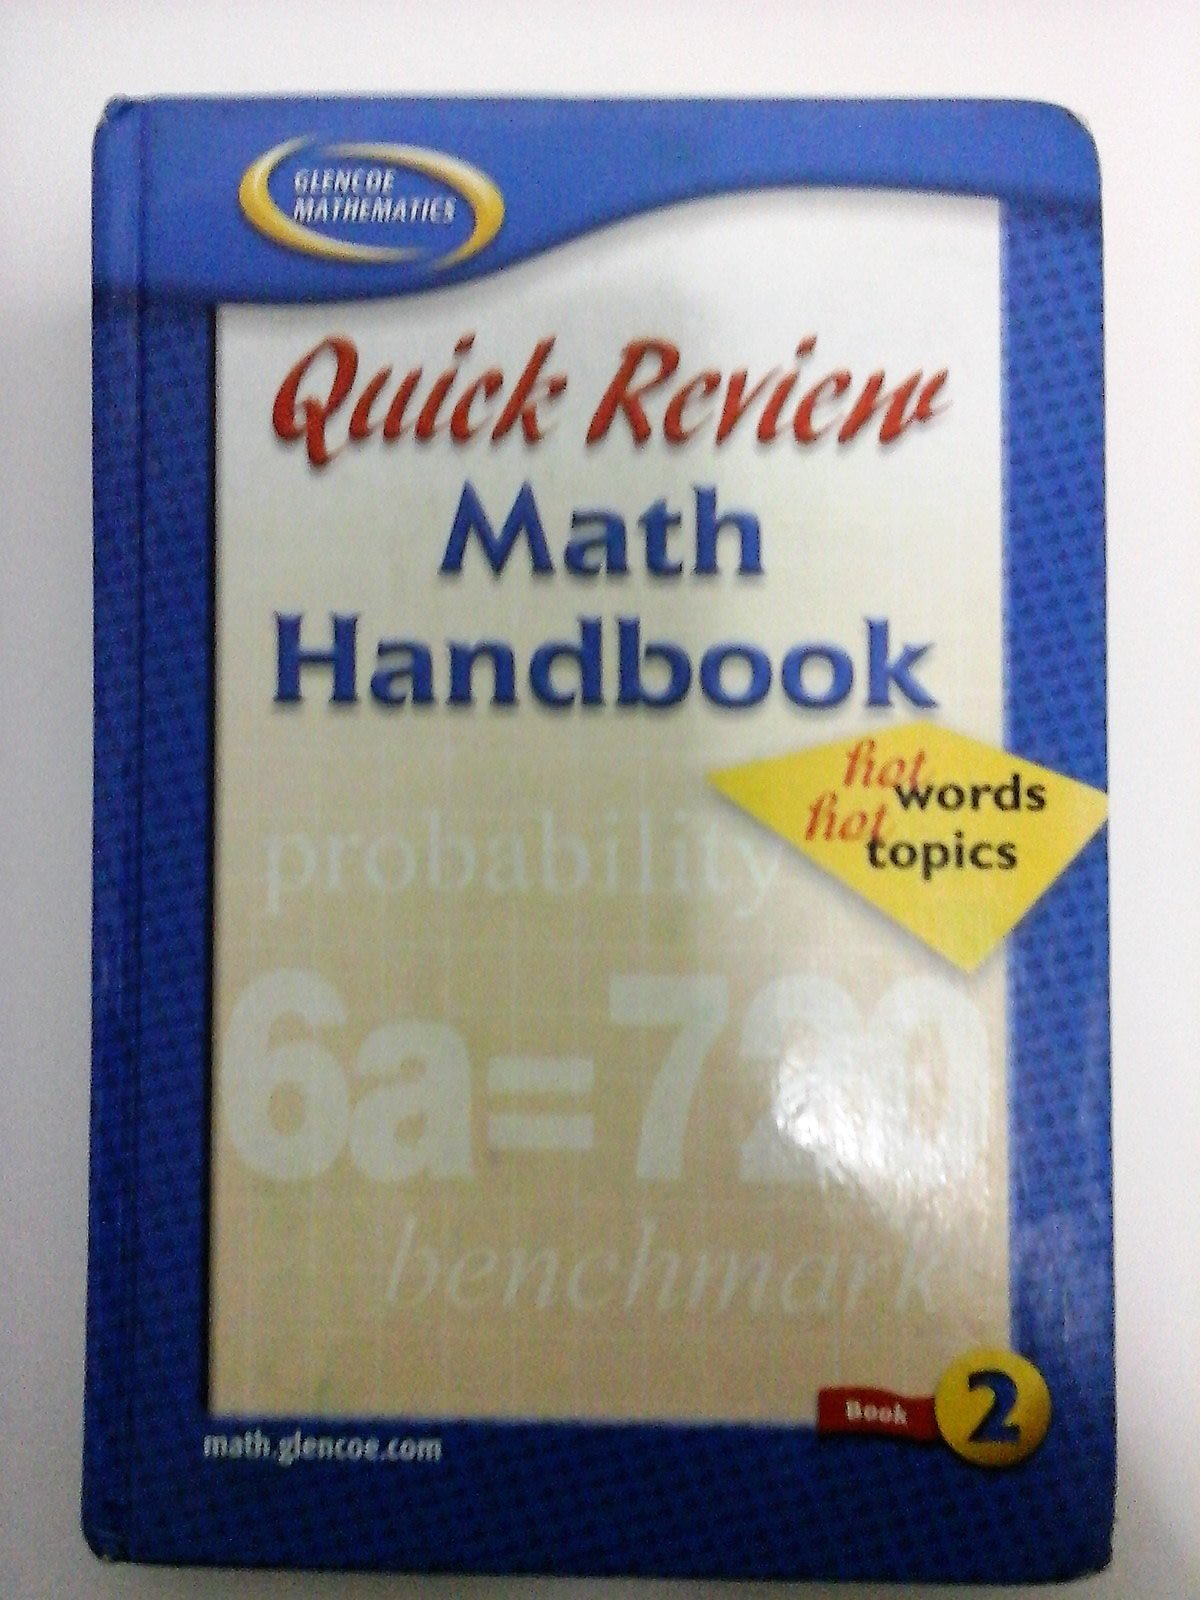 GLENCOE
MATHEMATICS
Quick Review
Math
Handbook
hot words
hot topics
probability
6a=720
benchmark
Book 2
math.glencoe.com